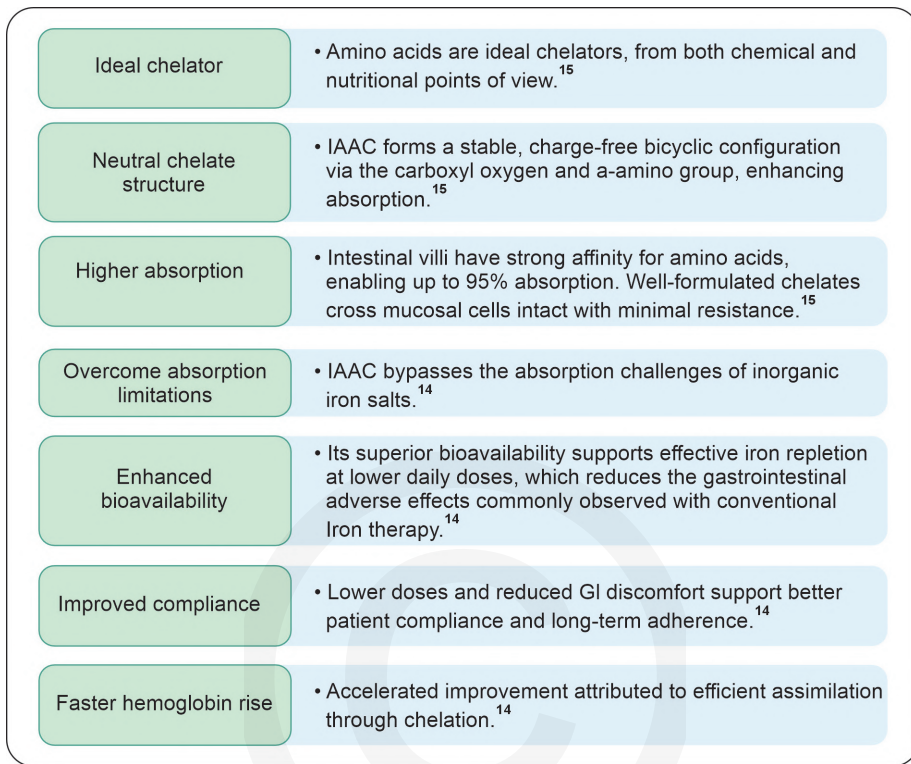 Ideal chelator
• Amino acids are ideal chelators, from both chemical and
nutritional points of view.15
Neutral chelate
structure
• IAAC forms a stable, charge-free bicyclic configuration
via the carboxyl oxygen and a-amino group, enhancing
absorption.15
Higher absorption
• Intestinal villi have strong affinity for amino acids,
enabling up to 95% absorption. Well-formulated chelates
cross mucosal cells intact with minimal resistance.15
Overcome absorption
limitations
• IAAC bypasses the absorption challenges of inorganic
iron salts.14
Enhanced
bioavailability
• Its superior bioavailability supports effective iron repletion
at lower daily doses, which reduces the gastrointestinal
adverse effects commonly observed with conventional
Iron therapy.14
Improved compliance
• Lower doses and reduced GI discomfort support better
patient compliance and long-term adherence.14
Faster hemoglobin rise
• Accelerated improvement attributed to efficient assimilation
through chelation.14